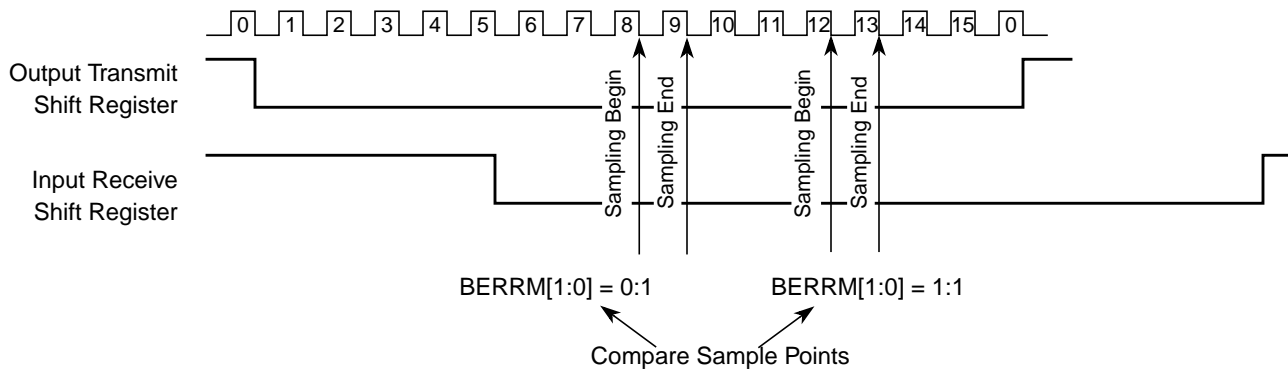 0 1 2 3 4 5 6 7 8 9 10 11 12 13 14 15 0
Output Transmit
Shift Register
Input Receive
Shift Register
Sampling Begin
Sampling End
Sampling Begin
Sampling End
BERRM[1:0] = 0:1 BERRM[1:0] = 1:1
Compare Sample Points